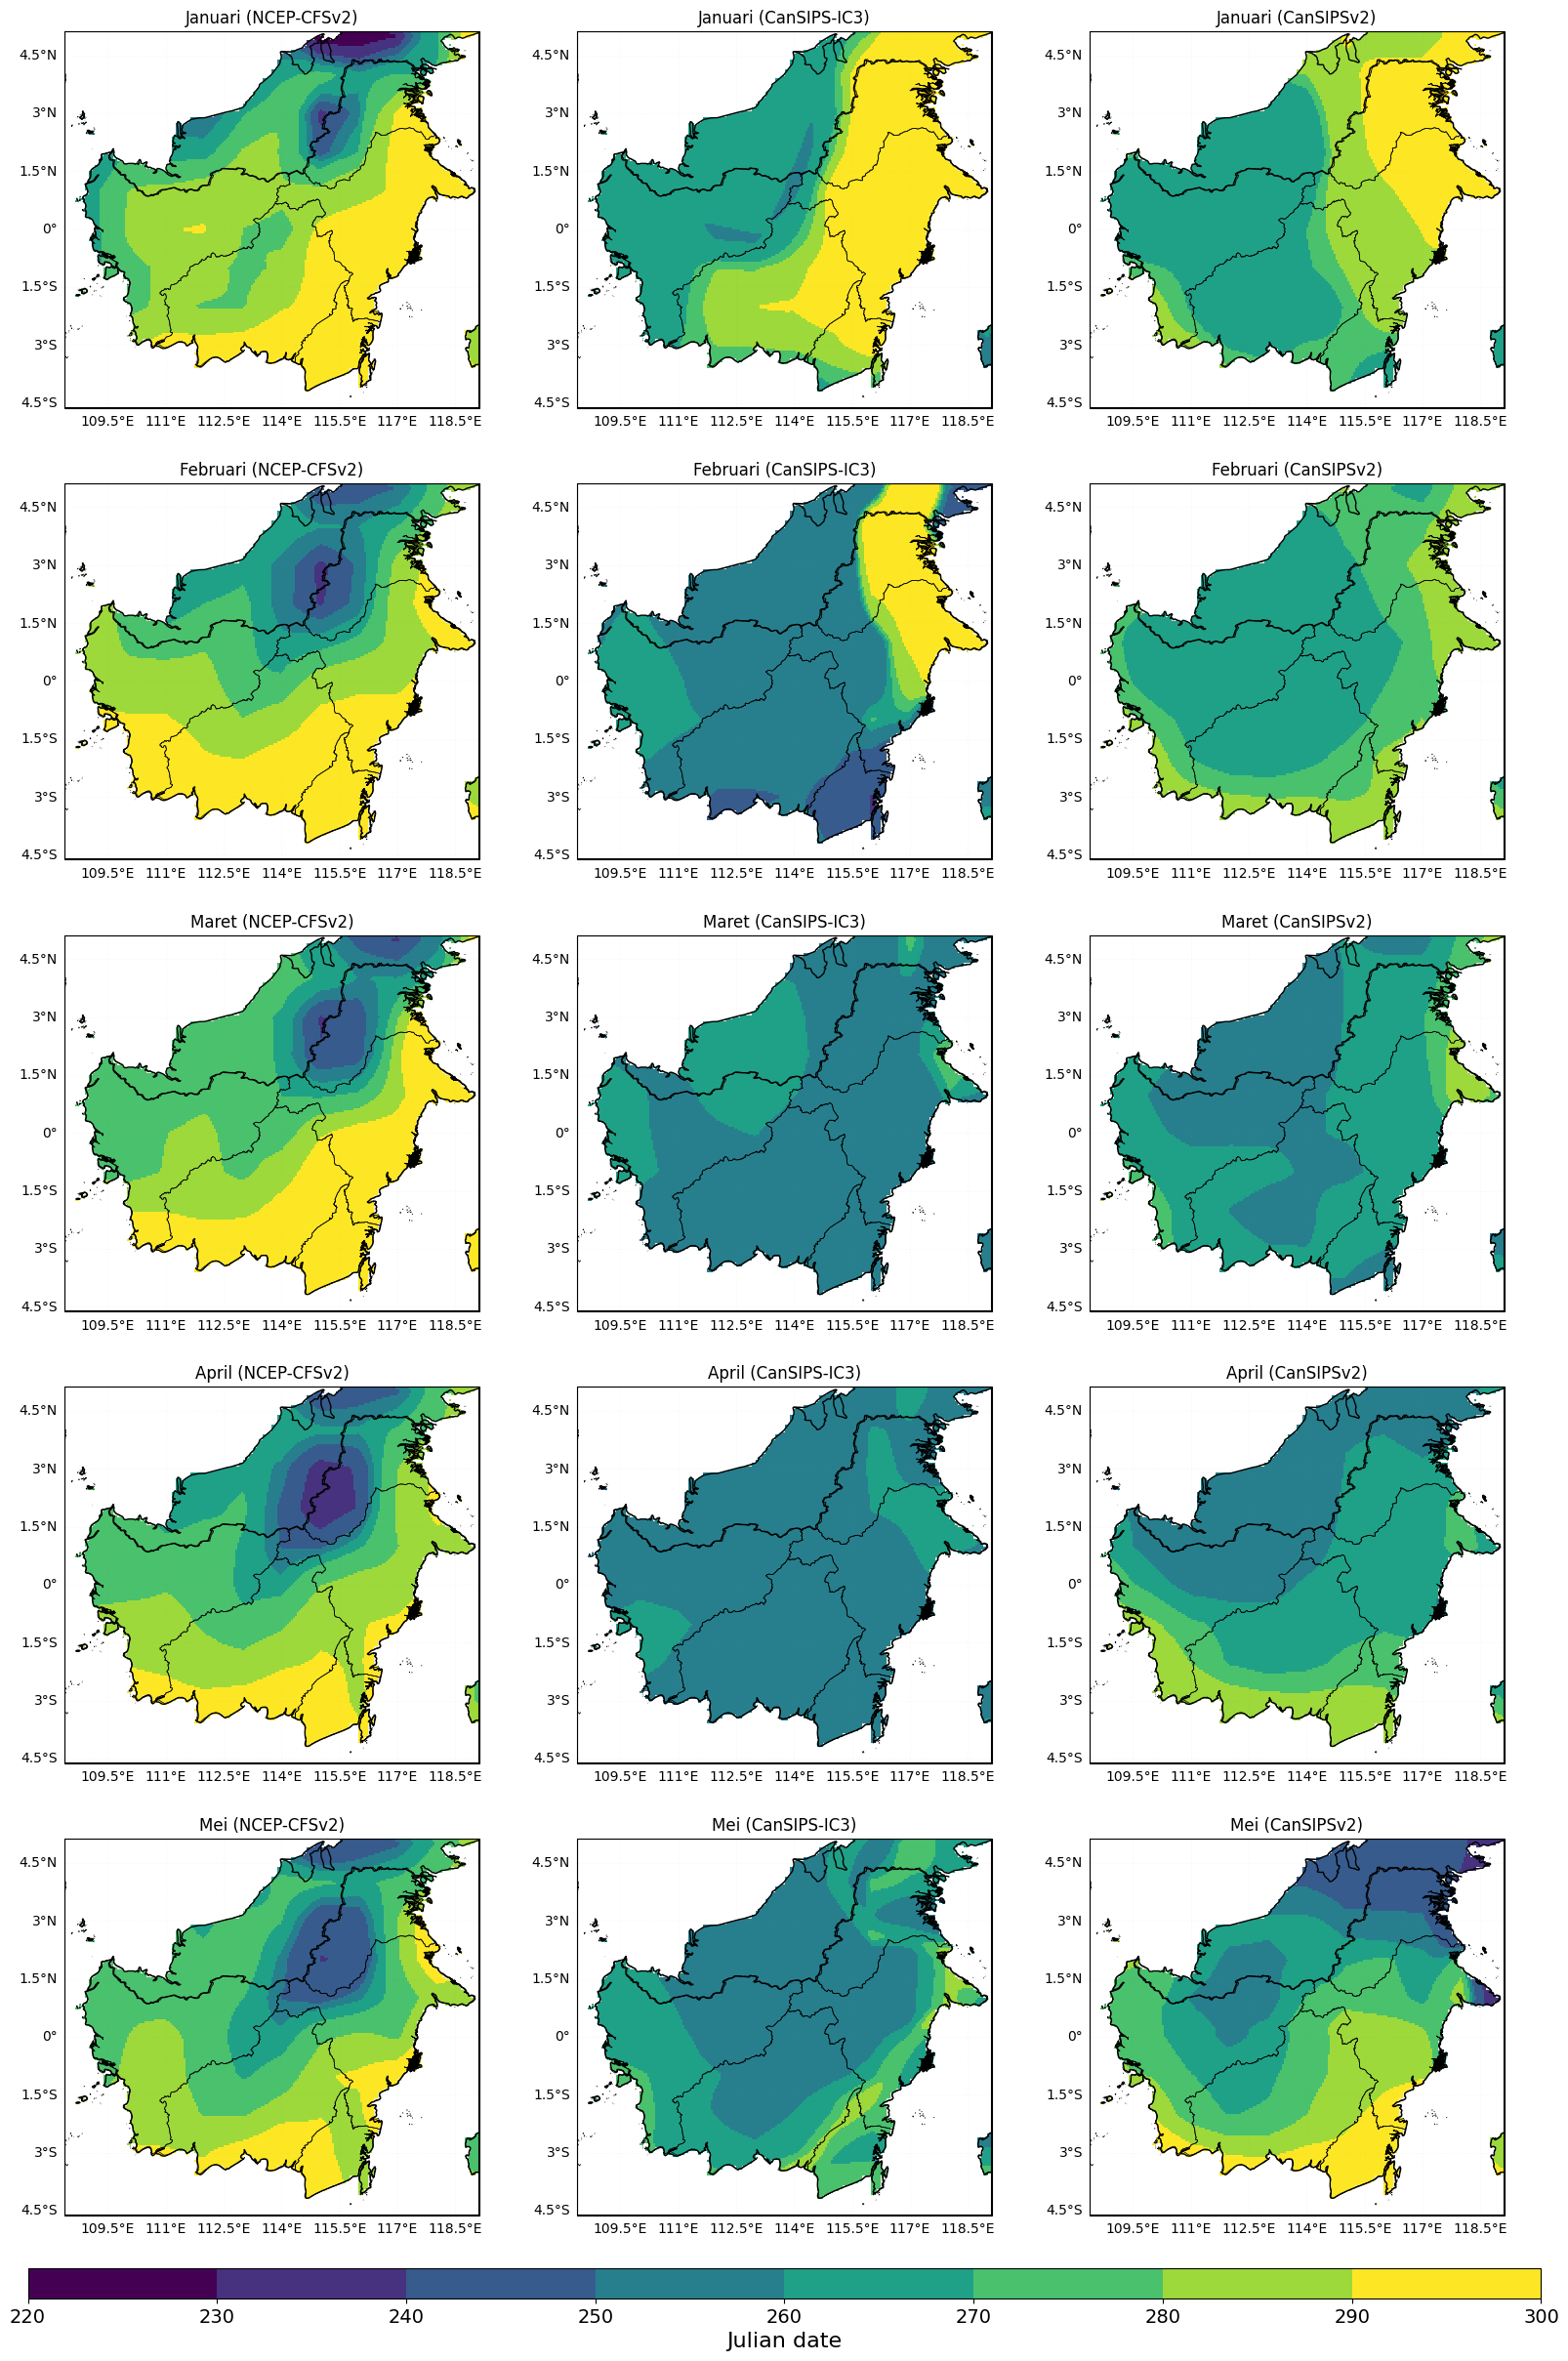 Januari (NCEP-CFSv2) Januari (CanSIPS-IC3) Januari (CanSIPSv2)
4.5°N 4.5°N 4.5°N
3°N 3°N 3°N
1.5°N 1.5°N 1.5°N
0° 0° 0°
1.5°S 1.5°S 1.5°S
3°S 3°S 3°S
4.5°S 4.5°S 4.5°S
109.5°E 111°E 112.5°E 114°E 115.5°E 117°E 118.5°E 109.5°E 111°E 112.5°E 114°E 115.5°E 117°E 118.5°E 109.5°E 111°E 112.5°E 114°E 115.5°E 117°E 118.5°E
Februari (NCEP-CFSv2) Februari (CanSIPS-IC3) Februari (CanSIPSv2)
4.5°N 4.5°N 4.5°N
3°N 3°N 3°N
1.5°N 1.5°N 1.5°N
0° 0° 0°
1.5°S 1.5°S 1.5°S
3°S 3°S 3°S
4.5°S 4.5°S 4.5°S
109.5°E 111°E 112.5°E 114°E 115.5°E 117°E 118.5°E 109.5°E 111°E 112.5°E 114°E 115.5°E 117°E 118.5°E 109.5°E 111°E 112.5°E 114°E 115.5°E 117°E 118.5°E
Maret (NCEP-CFSv2) Maret (CanSIPS-IC3) Maret (CanSIPSv2)
4.5°N 4.5°N 4.5°N
3°N 3°N 3°N
1.5°N 1.5°N 1.5°N
0° 0° 0°
1.5°S 1.5°S 1.5°S
3°S 3°S 3°S
4.5°S 4.5°S 4.5°S
109.5°E 111°E 112.5°E 114°E 115.5°E 117°E 118.5°E 109.5°E 111°E 112.5°E 114°E 115.5°E 117°E 118.5°E 109.5°E 111°E 112.5°E 114°E 115.5°E 117°E 118.5°E
April (NCEP-CFSv2) April (CanSIPS-IC3) April (CanSIPSv2)
4.5°N 4.5°N 4.5°N
3°N 3°N 3°N
1.5°N 1.5°N 1.5°N
0° 0° 0°
1.5°S 1.5°S 1.5°S
3°S 3°S 3°S
4.5°S 4.5°S 4.5°S
109.5°E 111°E 112.5°E 114°E 115.5°E 117°E 118.5°E 109.5°E 111°E 112.5°E 114°E 115.5°E 117°E 118.5°E 109.5°E 111°E 112.5°E 114°E 115.5°E 117°E 118.5°E
Mei (NCEP-CFSv2) Mei (CanSIPS-IC3) Mei (CanSIPSv2)
4.5°N 4.5°N 4.5°N
3°N 3°N 3°N
1.5°N 1.5°N 1.5°N
0° 0° 0°
1.5°S 1.5°S 1.5°S
3°S 3°S 3°S
4.5°S 4.5°S 4.5°S
109.5°E 111°E 112.5°E 114°E 115.5°E 117°E 118.5°E 109.5°E 111°E 112.5°E 114°E 115.5°E 117°E 118.5°E 109.5°E 111°E 112.5°E 114°E 115.5°E 117°E 118.5°E
220 230 240 250 260 270 280 290 300
Julian date